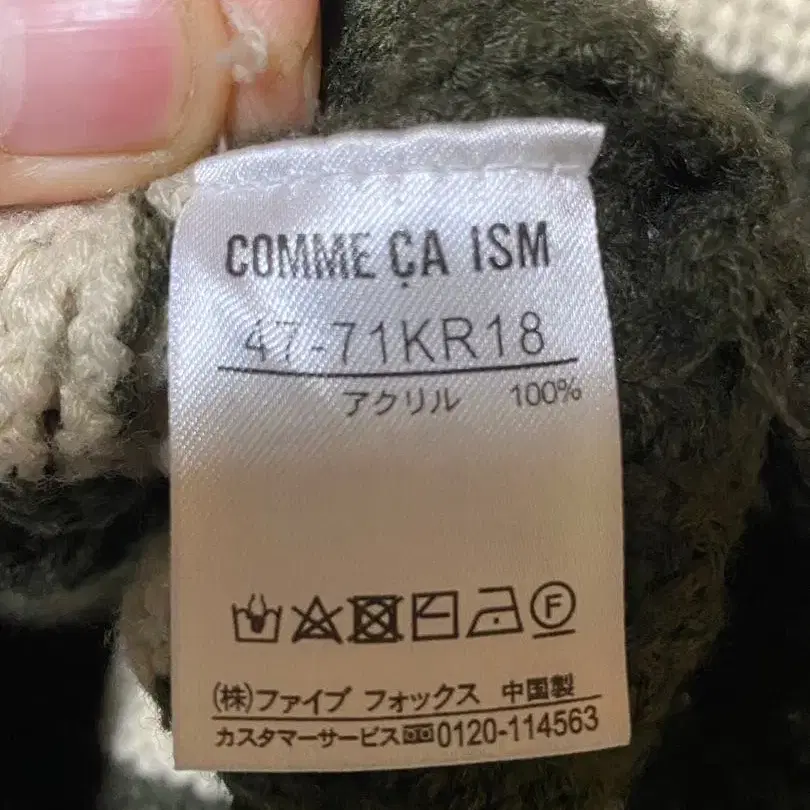 COMME ÇA ISM
47-71KR18
アクリル 100%
F
(株)ファイブ フォックス 中国製
カスタマーサービス 0120-114563